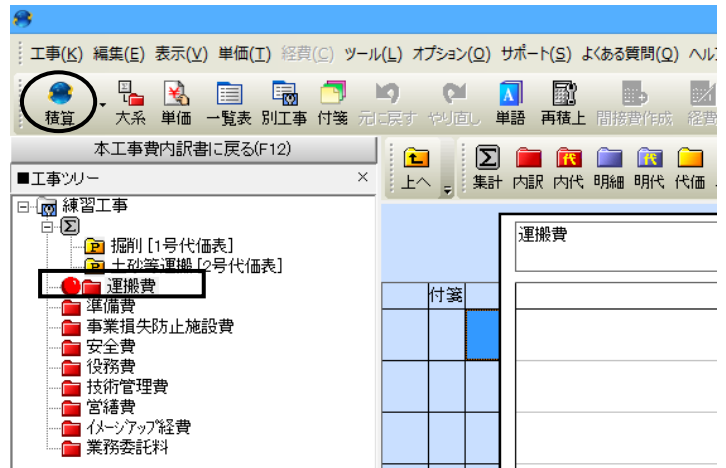 工事(K) 編集(E) 表示(V) 単価(T) 経費(C) ツール(L) オプション(O) サポート(S) よくある質問(Q) ヘル
積算 大系 単価 一覧表 別工事 付箋 元に戻す やり直し 単語 再積上 間接費作成 経費
本工事費内訳書に戻る(F12)
■工事ツリー ×
上へ 集計 内訳 内代 明細 明代 代価
練習工事
掘削 [1号代価表]
土砂等運搬 [2号代価表]
運搬費
準備費
事業損失防止施設費
安全費
役務費
技術管理費
営繕費
イメージアップ経費
業務委託料
運搬費
付箋